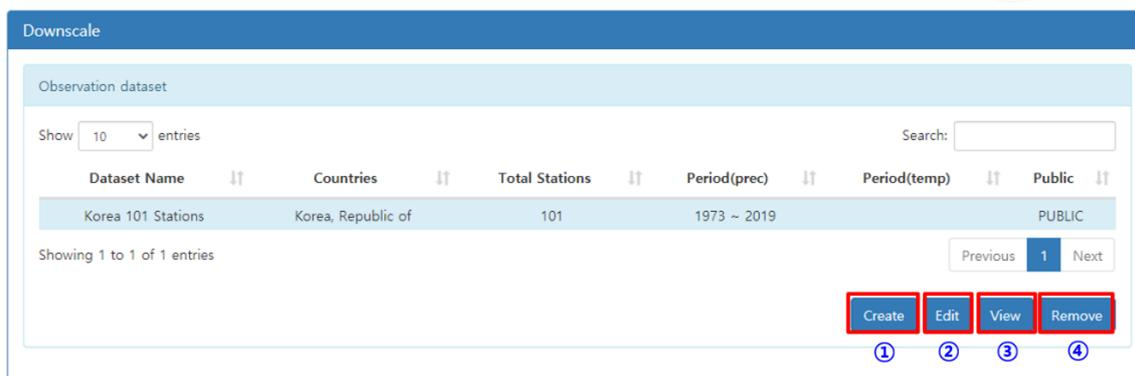 Downscale
Observation dataset
Show 10 entries Search:
Dataset Name Countries Total Stations Period(prec) Period(temp) Public
Korea 101 Stations Korea, Republic of 101 1973 ~ 2019 PUBLIC
Showing 1 to 1 of 1 entries Previous 1 Next
Create Edit View Remove
① ② ③ ④